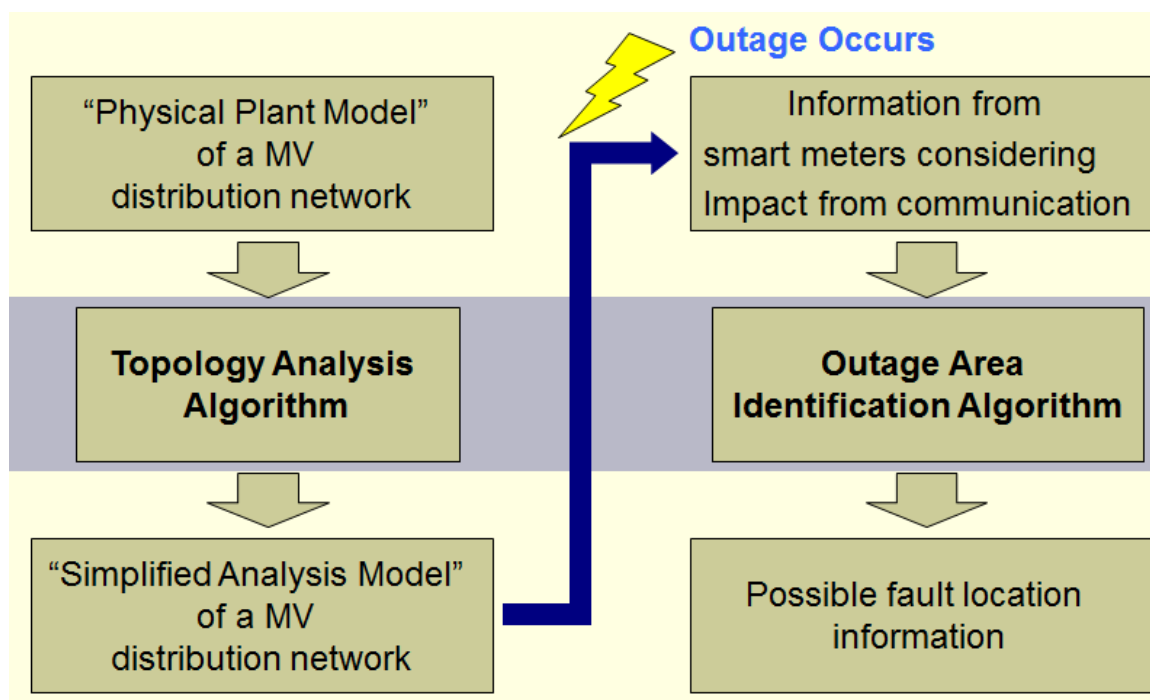 “Physical Plant Model”
of a MV
distribution network
Topology Analysis
Algorithm
“Simplified Analysis Model”
of a MV
distribution network
Outage Occurs
Information from
smart meters considering
Impact from communication
Outage Area
Identification Algorithm
Possible fault location
information